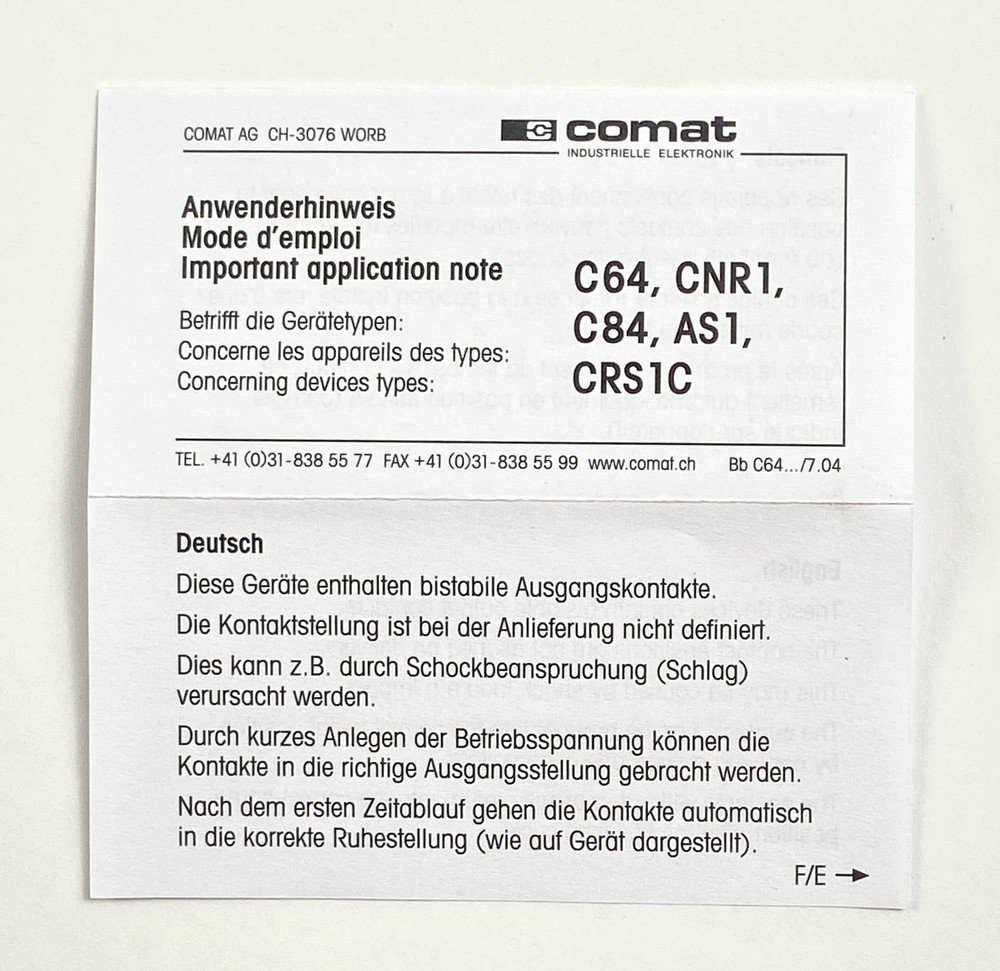 COMAT AG CH-3076 WORB
comat
INDUSTRIELLE ELEKTRONIK
Anwenderhinweis
Mode d'emploi
Important application note
Betrifft die Gerätetypen:
Concerne les appareils des types:
Concerning devices types:
C64, CNR1,
C84, AS1,
CRS1C
TEL. +41 (0)31-838 55 77 FAX +41 (0)31-838 55 99 www.comat.ch Bb C64.../7.04
Deutsch
Diese Geräte enthalten bistabile Ausgangskontakte.
Die Kontaktstellung ist bei der Anlieferung nicht definiert.
Dies kann z.B. durch Schockbeanspruchung (Schlag)
verursacht werden.
Durch kurzes Anlegen der Betriebsspannung können die
Kontakte in die richtige Ausgangsstellung gebracht werden.
Nach dem ersten Zeitablauf gehen die Kontakte automatisch
in die korrekte Ruhestellung (wie auf Gerät dargestellt).
F/E →